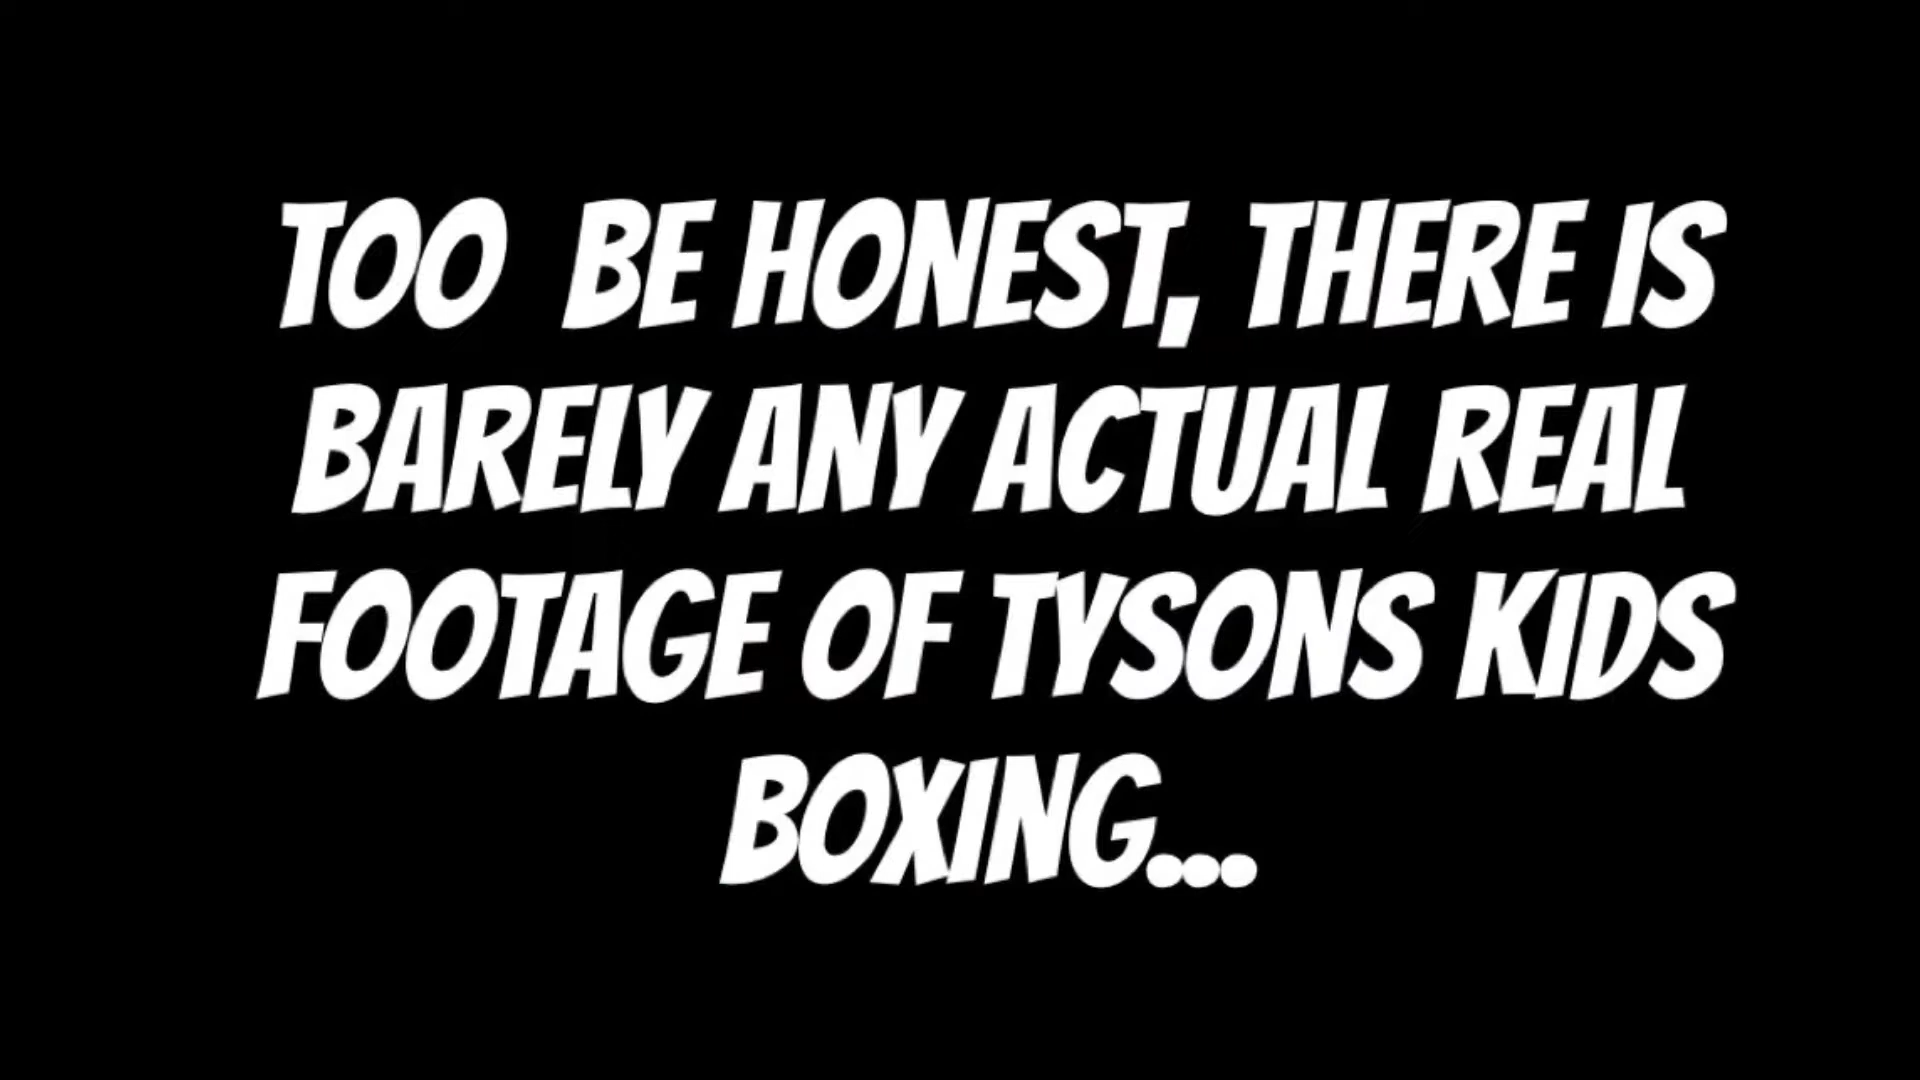 TOO BE HONEST, THERE IS
BARELY ANY ACTUAL REAL
FOOTAGE OF TYSONS KIDS
BOXING...